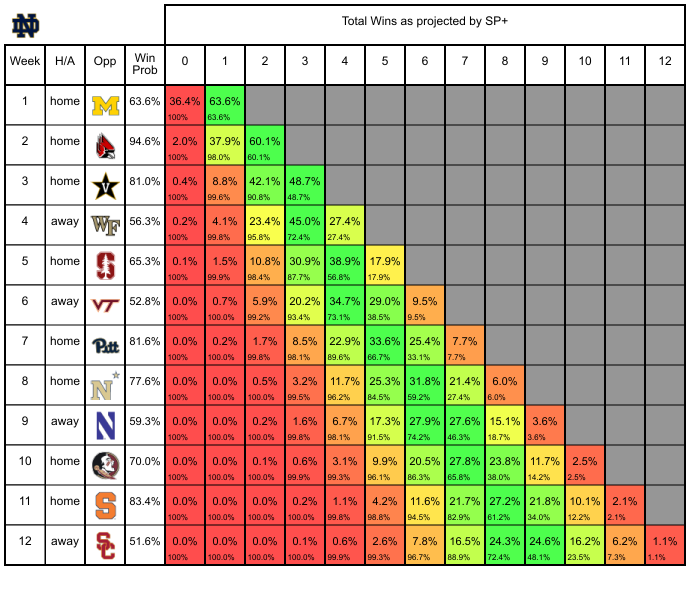 ND
Total Wins as projected by SP+
Week H/A Opp Win Prob 0 1 2 3 4 5 6 7 8 9 10 11 12
1 home M 63.6% 36.4% 63.6%
100% 63.6%
2 home 94.6% 2.0% 37.9% 60.1%
100% 98.0% 60.1%
3 home V 81.0% 0.4% 8.8% 42.1% 48.7%
100% 99.6% 90.8% 48.7%
4 away WF 56.3% 0.2% 4.1% 23.4% 45.0% 27.4%
100% 99.8% 95.8% 72.4% 27.4%
5 home S 65.3% 0.1% 1.5% 10.8% 30.9% 38.9% 17.9%
100% 99.9% 98.4% 87.7% 56.8% 17.9%
6 away VT 52.8% 0.0% 0.7% 5.9% 20.2% 34.7% 29.0% 9.5%
100% 100.0% 99.2% 93.4% 73.1% 38.5% 9.5%
7 home Pitt 81.6% 0.0% 0.2% 1.7% 8.5% 22.9% 33.6% 25.4% 7.7%
100% 100.0% 99.8% 98.1% 89.6% 66.7% 33.1% 7.7%
8 home N 77.6% 0.0% 0.0% 0.5% 3.2% 11.7% 25.3% 31.8% 21.4% 6.0%
100% 100.0% 100.0% 99.5% 96.2% 84.5% 59.2% 27.4% 6.0%
9 away N 59.3% 0.0% 0.0% 0.2% 1.6% 6.7% 17.3% 27.9% 27.6% 15.1% 3.6%
100% 100.0% 100.0% 99.8% 98.1% 91.5% 74.2% 46.3% 18.7% 3.6%
10 home 70.0% 0.0% 0.0% 0.1% 0.6% 3.1% 9.9% 20.5% 27.8% 23.8% 11.7% 2.5%
100% 100.0% 100.0% 99.9% 99.3% 96.1% 86.3% 65.8% 38.0% 14.2% 2.5%
11 home S 83.4% 0.0% 0.0% 0.0% 0.2% 1.1% 4.2% 11.6% 21.7% 27.2% 21.8% 10.1% 2.1%
100% 100.0% 100.0% 100.0% 99.8% 98.8% 94.5% 82.9% 61.2% 34.0% 12.2% 2.1%
12 away SC 51.6% 0.0% 0.0% 0.0% 0.1% 0.6% 2.6% 7.8% 16.5% 24.3% 24.6% 16.2% 6.2% 1.1%
100% 100.0% 100.0% 100.0% 99.9% 99.3% 96.7% 88.9% 72.4% 48.1% 23.5% 7.3% 1.1%